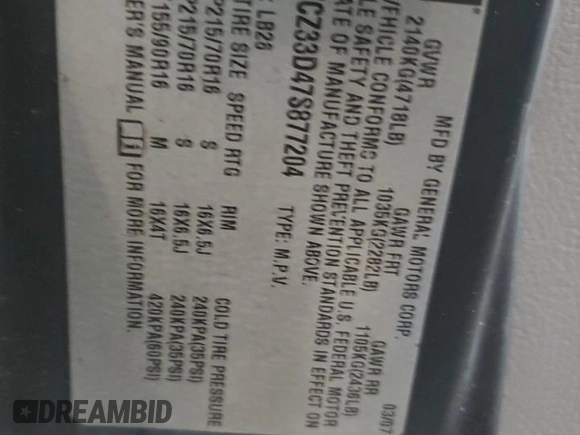 MFD BY GENERAL MOTORS CORP. 03/07
GVWR GAWR FRT GAWR RR
2140KG(4718LB) 1035KG(2282LB) 1105KG(2436LB)
VEHICLE CONFORMS TO ALL APPLICABLE U.S. FEDERAL MOTOR
LE SAFETY AND THEFT PREVENTION STANDARDS IN EFFECT ON
ATE OF MANUFACTURE SHOWN ABOVE.
CZ33D47S877204 TYPE: M.P.V.
: LB28
TIRE SIZE SPEED RTG RIM COLD TIRE PRESSURE
P215/70R16 S 16X6.5J 240KPA(35PSI)
P215/70R16 S 16X6.5J 240KPA(35PSI)
155/90R16 M 16X4T 420KPA(60PSI)
ER'S MANUAL i FOR MORE INFORMATION.
DREAMBID